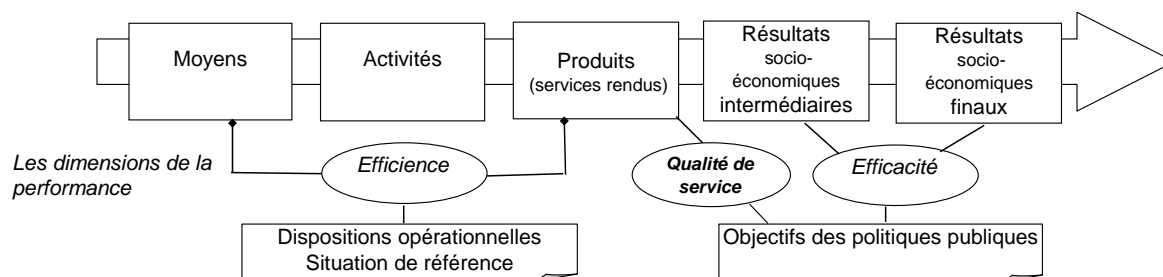 Moyens
Activités
Produits
(services rendus)
Résultats
socio-
économiques
intermédiaires
Résultats
socio-
économiques
finaux
Les dimensions de la
performance
Efficience
Qualité de
service
Efficacité
Dispositions opérationnelles
Situation de référence
Objectifs des politiques publiques